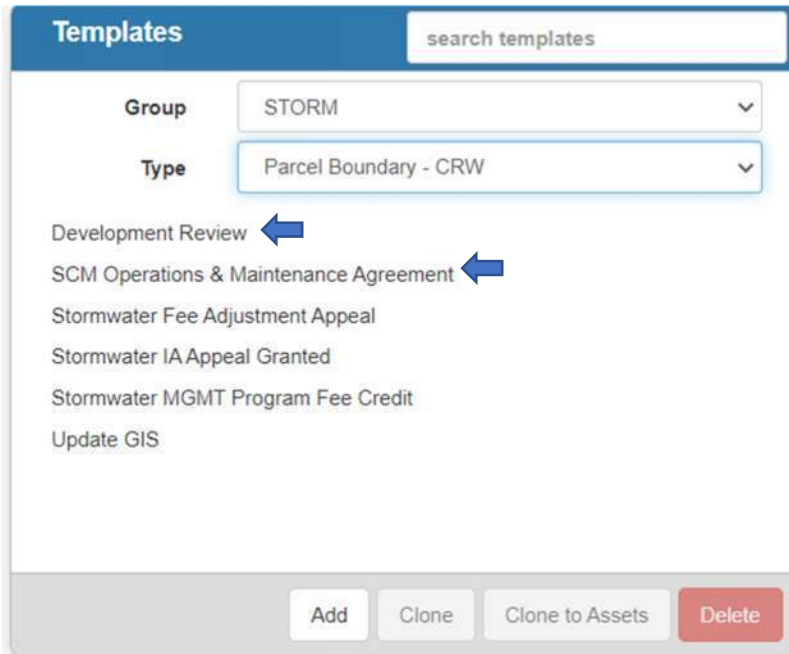 Templates search templates
Group STORM
Type Parcel Boundary - CRW
Development Review
SCM Operations & Maintenance Agreement
Stormwater Fee Adjustment Appeal
Stormwater IA Appeal Granted
Stormwater MGMT Program Fee Credit
Update GIS
Add Clone Clone to Assets Delete